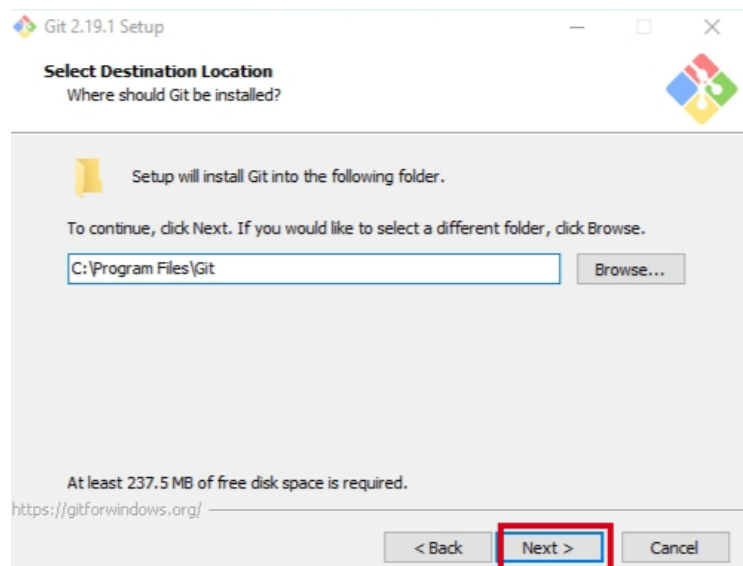 Git 2.19.1 Setup
Select Destination Location
Where should Git be installed?
Setup will install Git into the following folder.
To continue, click Next. If you would like to select a different folder, click Browse.
C:\Program Files\Git
Browse...
At least 237.5 MB of free disk space is required.
https://gitforwindows.org/
< Back
Next >
Cancel